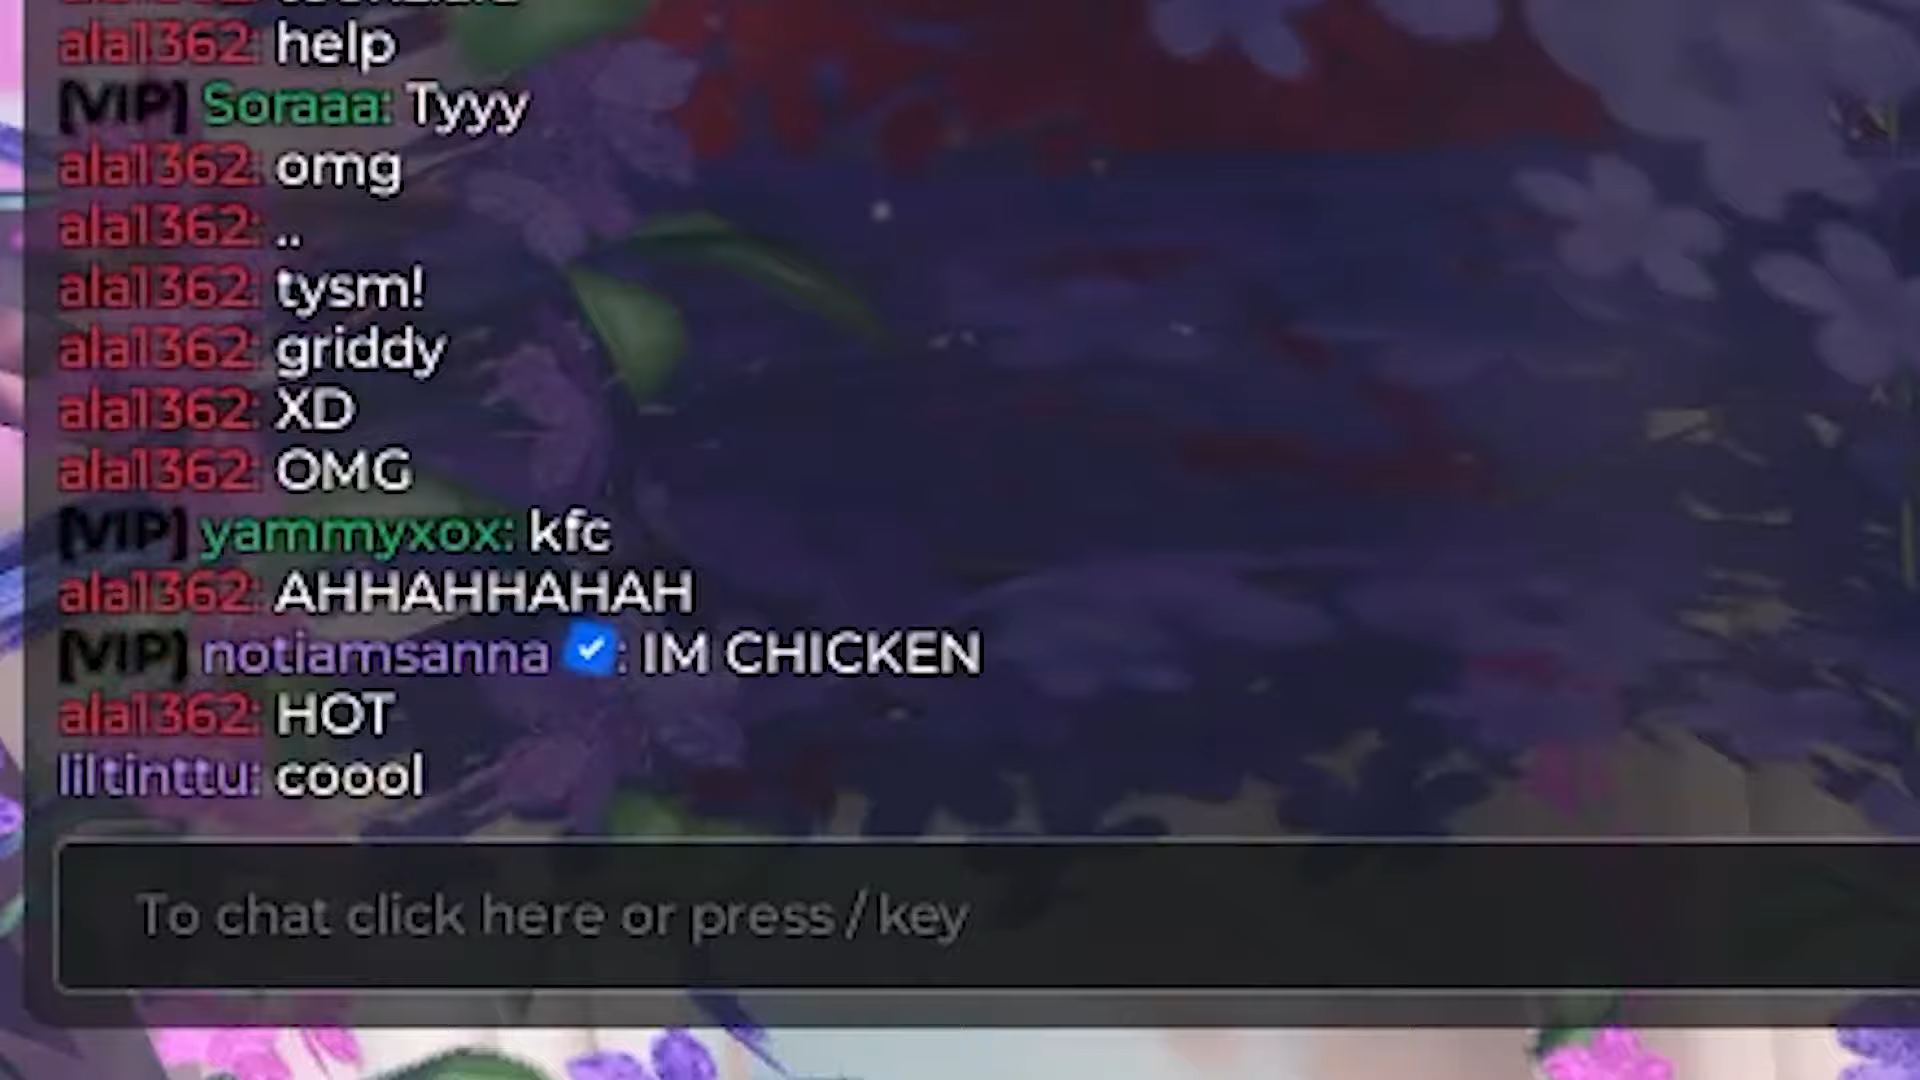 ala1362: help
[VIP] Soraaa: Tyyy
ala1362: omg
ala1362: ..
ala1362: tysm!
ala1362: griddy
ala1362: XD
ala1362: OMG
[VIP] yammyxox: kfc
ala1362: AHHAHHAHAH
[VIP] notiamsanna : IM CHICKEN
ala1362: HOT
liltinttu: coool
To chat click here or press / key